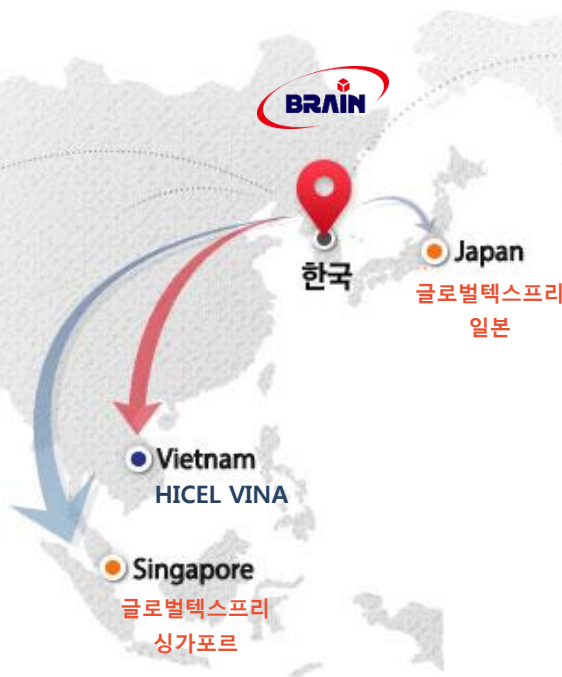 BRAIN
한국
Japan
글로벌텍스프리
일본
Vietnam
HICEL VINA
Singapore
글로벌텍스프리
싱가포르